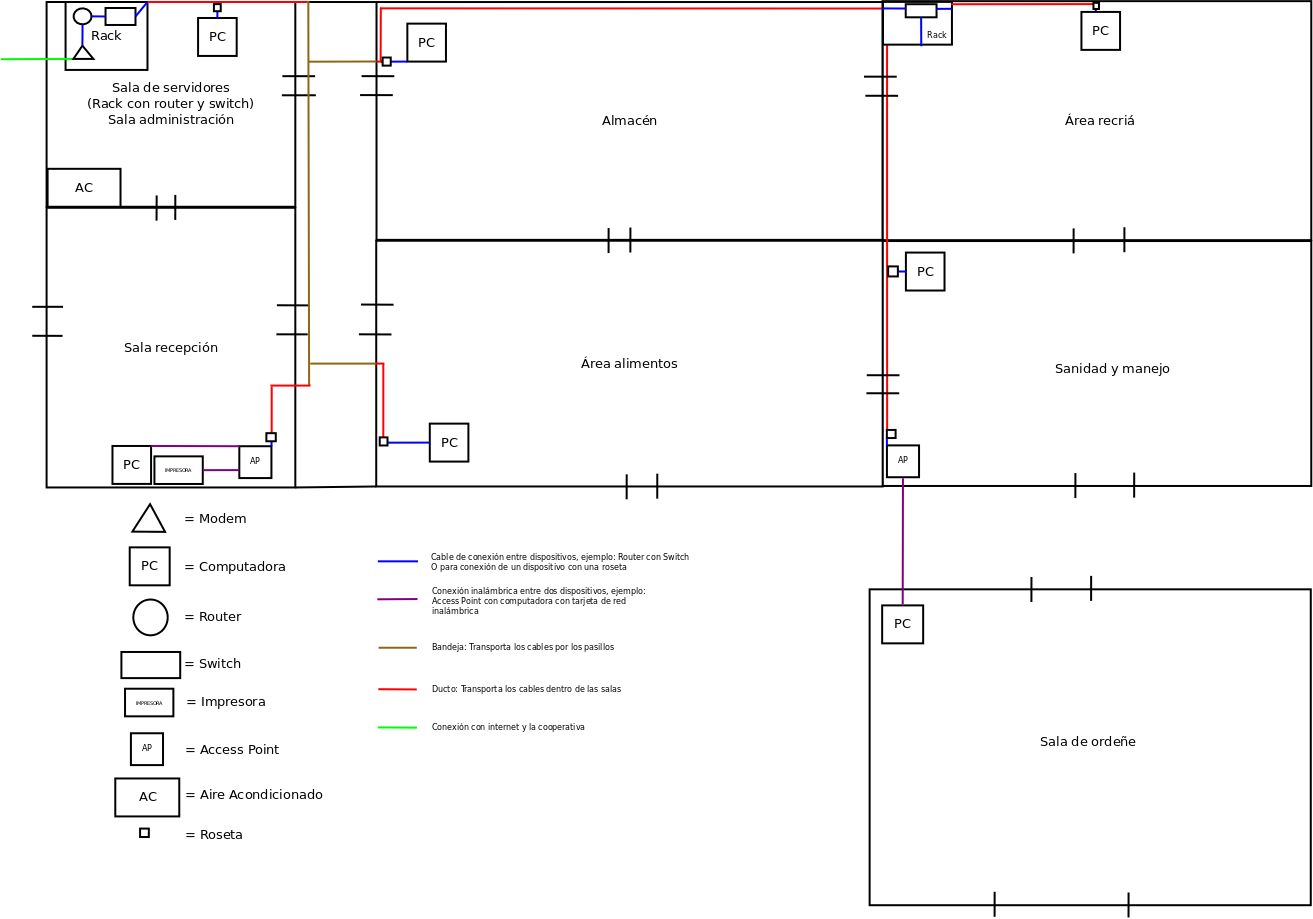 Rack
PC
Sala de servidores
(Rack con router y switch)
Sala administración
AC
PC
Almacén
Rack
PC
Área recriá
Sala recepción
PC
IMPRESORA
AP
Área alimentos
PC
PC
Sanidad y manejo
AP
= Modem
PC = Computadora
= Router
= Switch
IMPRESORA = Impresora
AP = Access Point
AC = Aire Acondicionado
= Roseta
Cable de conexión entre dispositivos, ejemplo: Router con Switch
O para conexión de un dispositivo con una roseta
Conexión inalámbrica entre dos dispositivos, ejemplo:
Access Point con computadora con tarjeta de red
inalámbrica
Bandeja: Transporta los cables por los pasillos
Ducto: Transporta los cables dentro de las salas
Conexión con internet y la cooperativa
PC
Sala de ordeñe